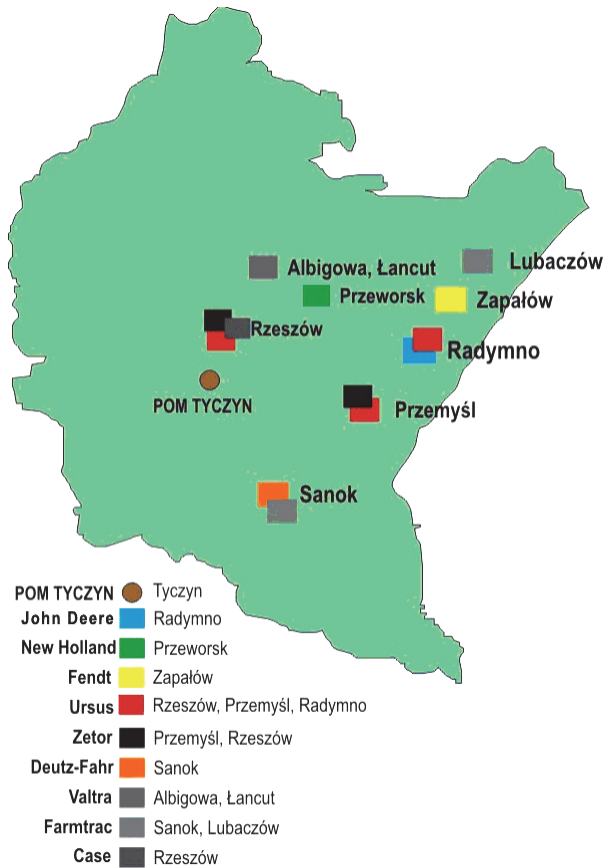 Albigowa, Łancut
Lubaczów
Przeworsk
Zapałów
Rzeszów
Radymno
POM TYCZYN
Przemyśl
Sanok
POM TYCZYN Tyczyn
John Deere Radymno
New Holland Przeworsk
Fendt Zapałów
Ursus Rzeszów, Przemyśl, Radymno
Zetor Przemyśl, Rzeszów
Deutz-Fahr Sanok
Valtra Albigowa, Łancut
Farmtrac Sanok, Lubaczów
Case Rzeszów